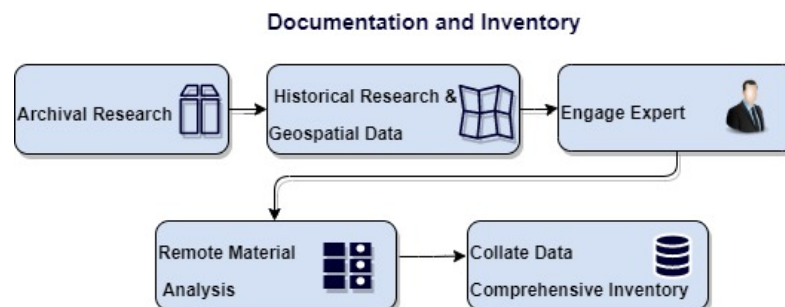 Documentation and Inventory
Archival Research
Historical Research &
Geospatial Data
Engage Expert
Remote Material
Analysis
Collate Data
Comprehensive Inventory